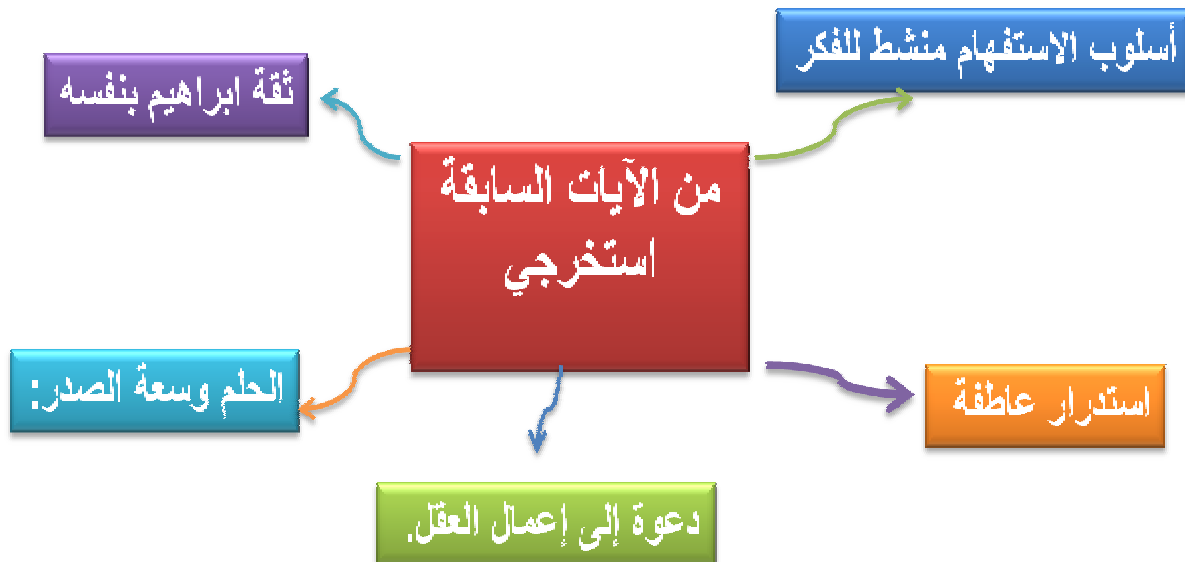 أسلوب الاستفهام منشط للفكر
ثقة ابراهيم بنفسه
من الآيات السابقة
استخرجي
الحلم وسعة الصدر:
استدرار عاطفة
دعوة إلى إعمال العقل.